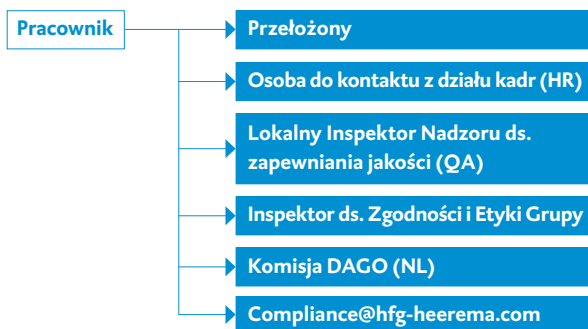 Pracownik
Przełożony
Osoba do kontaktu z działu kadr (HR)
Lokalny Inspektor Nadzoru ds.
zapewniania jakości (QA)
Inspektor ds. Zgodności i Etyki Grupy
Komisja DAGO (NL)
Compliance@hfg-heerema.com